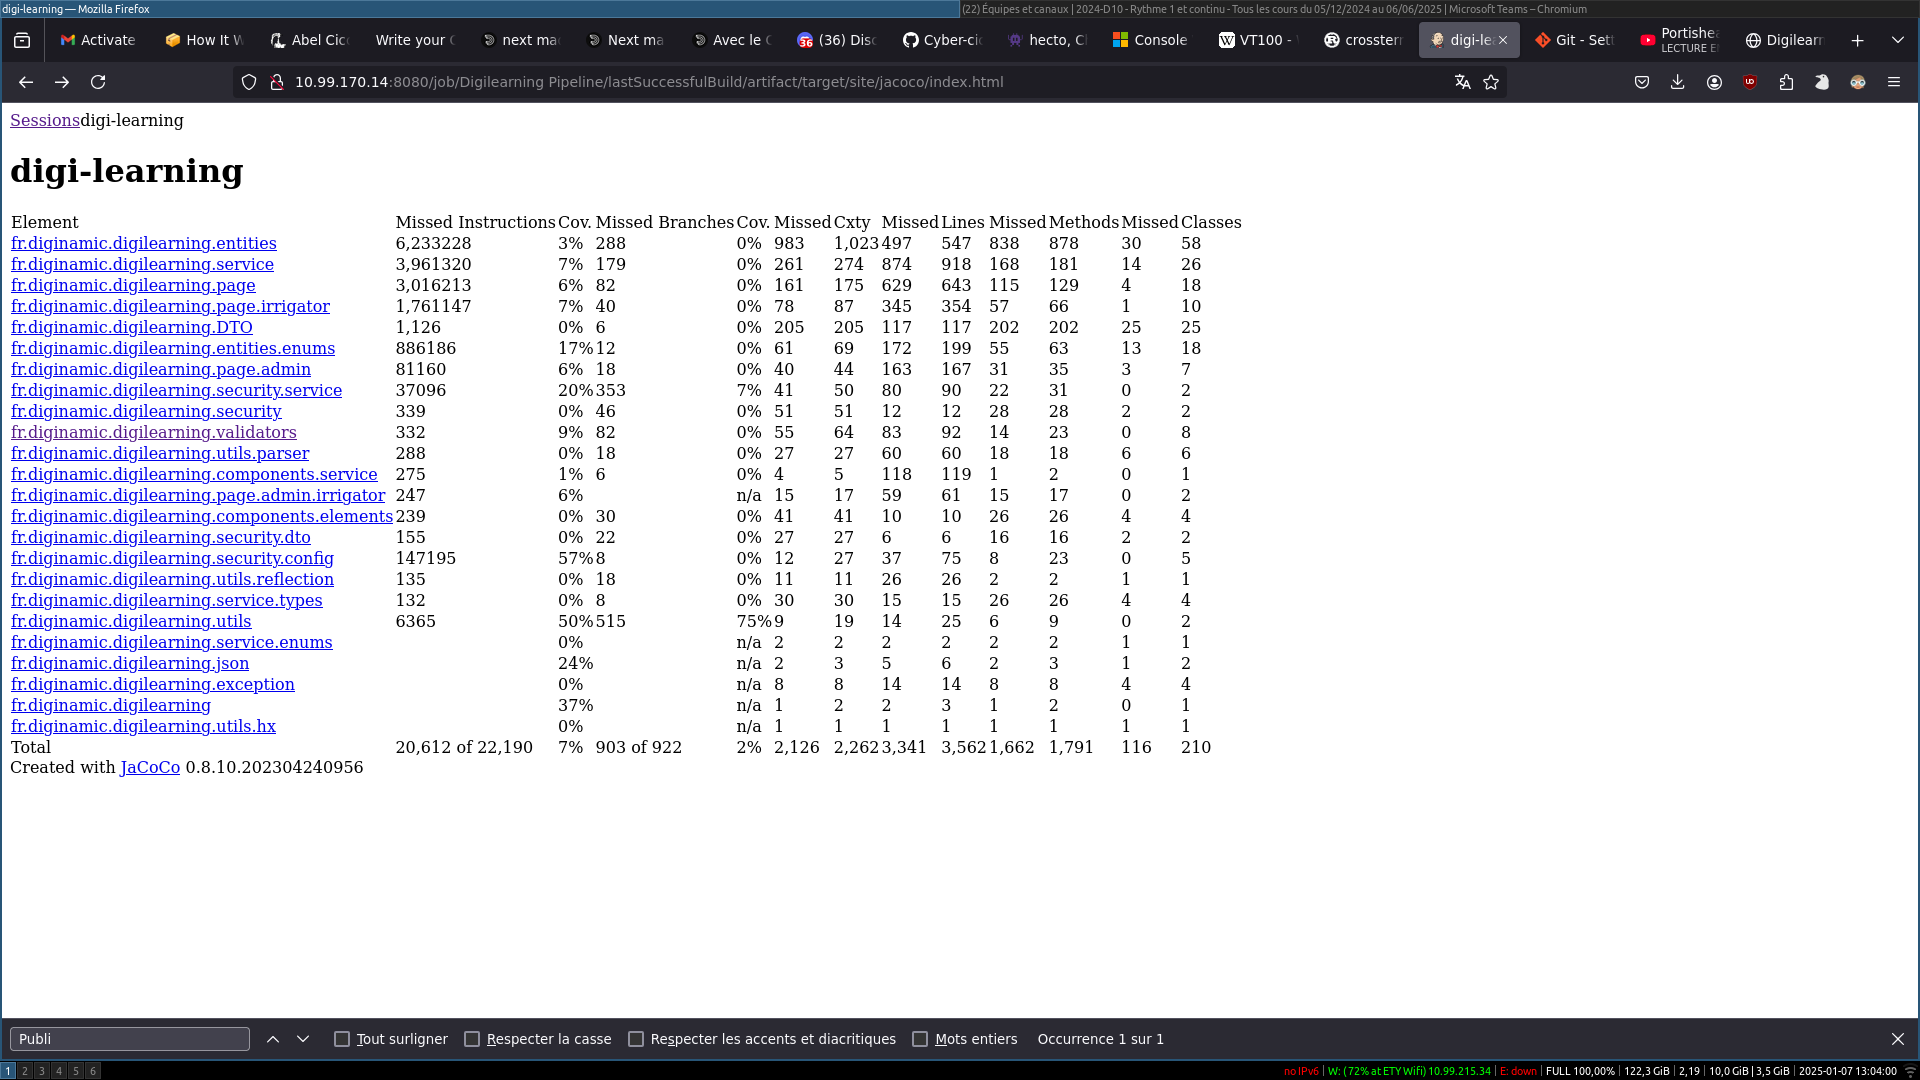 digi-learning — Mozilla Firefox
(22) Équipes et canaux | 2024-D10 - Rythme 1 et continu - Tous les cours du 05/12/2024 au 06/06/2025 | Microsoft Teams – Chromium
Activate How It W Abel Cic Write your next ma Next ma Avec le (36) Disc Cyber-ci hecto, C Console VT100 - crossterm digi-le Git - Sett Portishea Digilearn
LECTURE E
10.99.170.14:8080/job/Digilearning Pipeline/lastSuccessfulBuild/artifact/target/site/jacoco/index.html
Sessionsdigi-learning
digi-learning
Element Missed Instructions Cov. Missed Branches Cov. Missed Cxty Missed Lines Missed Methods Missed Classes
fr.diginamic.digilearning.entities 6,233228 3% 288 0% 983 1,023 497 547 838 878 30 58
fr.diginamic.digilearning.service 3,961320 7% 179 0% 261 274 874 918 168 181 14 26
fr.diginamic.digilearning.page 3,016213 6% 82 0% 161 175 629 643 115 129 4 18
fr.diginamic.digilearning.page.irrigator 1,761147 7% 40 0% 78 87 345 354 57 66 1 10
fr.diginamic.digilearning.DTO 1,126 0% 6 0% 205 205 117 117 202 202 25 25
fr.diginamic.digilearning.entities.enums 886186 17% 12 0% 61 69 172 199 55 63 13 18
fr.diginamic.digilearning.page.admin 81160 6% 18 0% 40 44 163 167 31 35 3 7
fr.diginamic.digilearning.security.service 37096 20% 353 7% 41 50 80 90 22 31 0 2
fr.diginamic.digilearning.security 339 0% 46 0% 51 51 12 12 28 28 2 2
fr.diginamic.digilearning.validators 332 9% 82 0% 55 64 83 92 14 23 0 8
fr.diginamic.digilearning.utils.parser 288 0% 18 0% 27 27 60 60 18 18 6 6
fr.diginamic.digilearning.components.service 275 1% 6 0% 4 5 118 119 1 2 0 1
fr.diginamic.digilearning.page.admin.irrigator 247 6% n/a 15 17 59 61 15 17 0 2
fr.diginamic.digilearning.components.elements 239 0% 30 0% 41 41 10 10 26 26 4 4
fr.diginamic.digilearning.security.dto 155 0% 22 0% 27 27 6 6 16 16 2 2
fr.diginamic.digilearning.security.config 147195 57% 8 0% 12 27 37 75 8 23 0 5
fr.diginamic.digilearning.utils.reflection 135 0% 18 0% 11 11 26 26 2 2 1 1
fr.diginamic.digilearning.service.types 132 0% 8 0% 30 30 15 15 26 26 4 4
fr.diginamic.digilearning.utils 6365 50% 515 75% 9 19 14 25 6 9 0 2
fr.diginamic.digilearning.service.enums 0% n/a 2 2 2 2 2 2 1 1
fr.diginamic.digilearning.json 24% n/a 2 3 5 6 2 3 1 2
fr.diginamic.digilearning.exception 0% n/a 8 8 14 14 8 8 4 4
fr.diginamic.digilearning 37% n/a 1 2 2 3 1 2 0 1
fr.diginamic.digilearning.utils.hx 0% n/a 1 1 1 1 1 1 1 1
Total 20,612 of 22,190 7% 903 of 922 2% 2,126 2,262 3,341 3,562 1,662 1,791 116 210
Created with JaCoCo 0.8.10.202304240956
Publi Tout surligner Respecter la casse Respecter les accents et diacritiques Mots entiers Occurrence 1 sur 1
1 2 3 4 5 6 no IPv6 | W: ( 72% at ETY Wifi) 10.99.215.34 | E: down | FULL 100,00% | 122,3 GiB | 2,19 | 10,0 GiB | 3,5 GiB | 2025-01-07 13:04:00